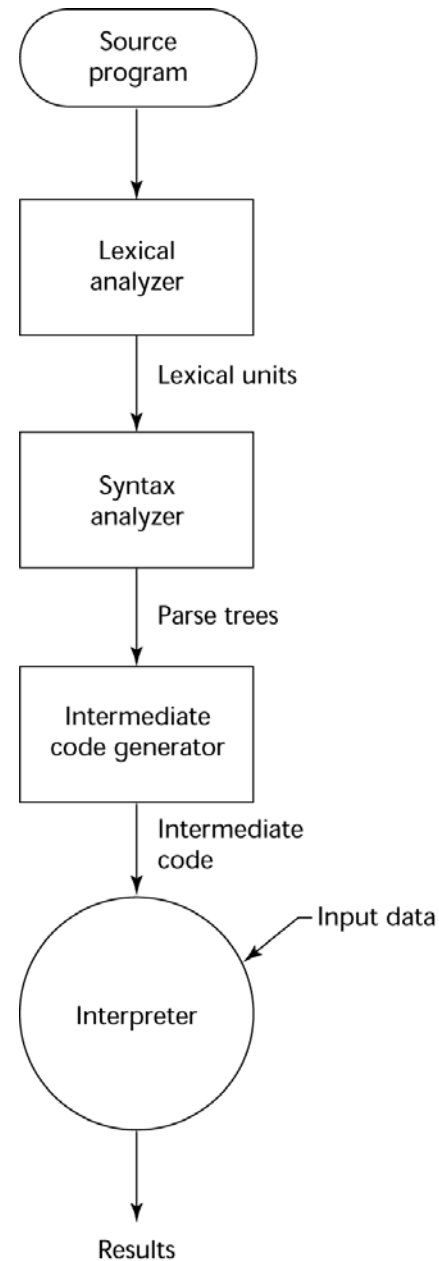 Source
program
Lexical
analyzer
Lexical units
Syntax
analyzer
Parse trees
Intermediate
code generator
Intermediate
code
Input data
Interpreter
Results